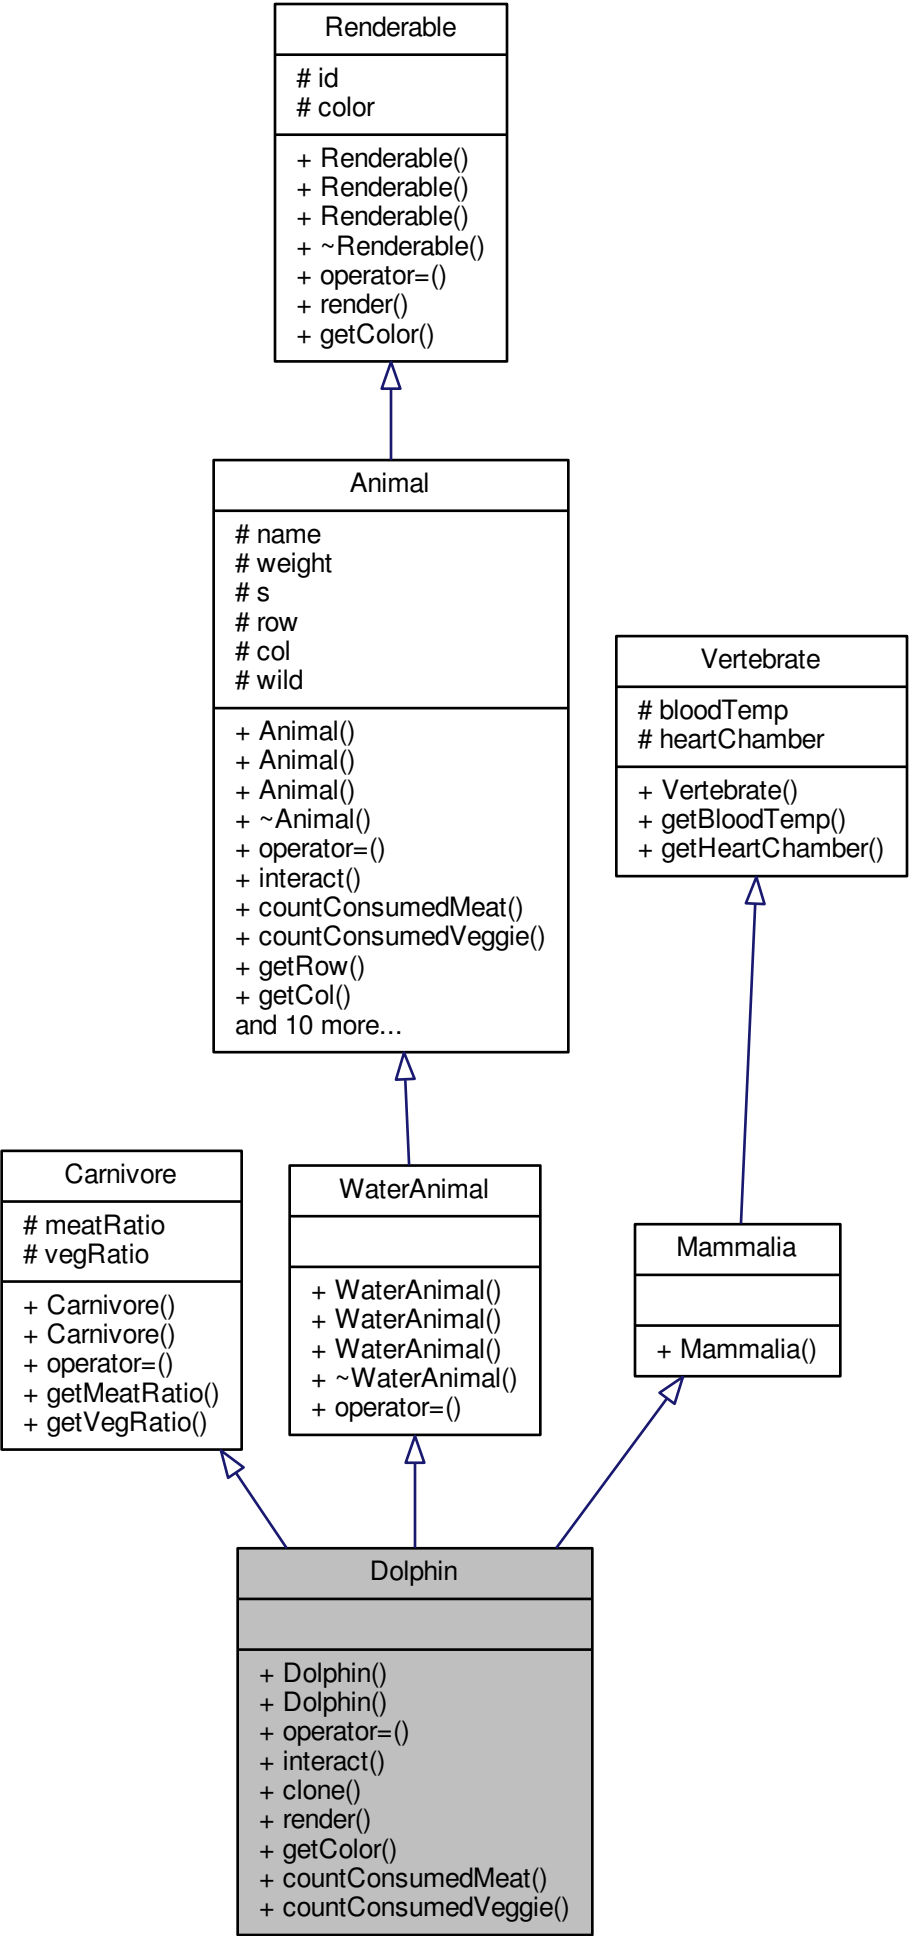 Renderable
# id
# color
+ Renderable()
+ Renderable()
+ Renderable()
+ ~Renderable()
+ operator=()
+ render()
+ getColor()
Animal
# name
# weight
# s
# row
# col
# wild
+ Animal()
+ Animal()
+ Animal()
+ ~Animal()
+ operator=()
+ interact()
+ countConsumedMeat()
+ countConsumedVeggie()
+ getRow()
+ getCol()
and 10 more...
Vertebrate
# bloodTemp
# heartChamber
+ Vertebrate()
+ getBloodTemp()
+ getHeartChamber()
Carnivore
# meatRatio
# vegRatio
+ Carnivore()
+ Carnivore()
+ operator=()
+ getMeatRatio()
+ getVegRatio()
WaterAnimal
+ WaterAnimal()
+ WaterAnimal()
+ WaterAnimal()
+ ~WaterAnimal()
+ operator=()
Mammalia
+ Mammalia()
Dolphin
+ Dolphin()
+ Dolphin()
+ operator=()
+ interact()
+ clone()
+ render()
+ getColor()
+ countConsumedMeat()
+ countConsumedVeggie()